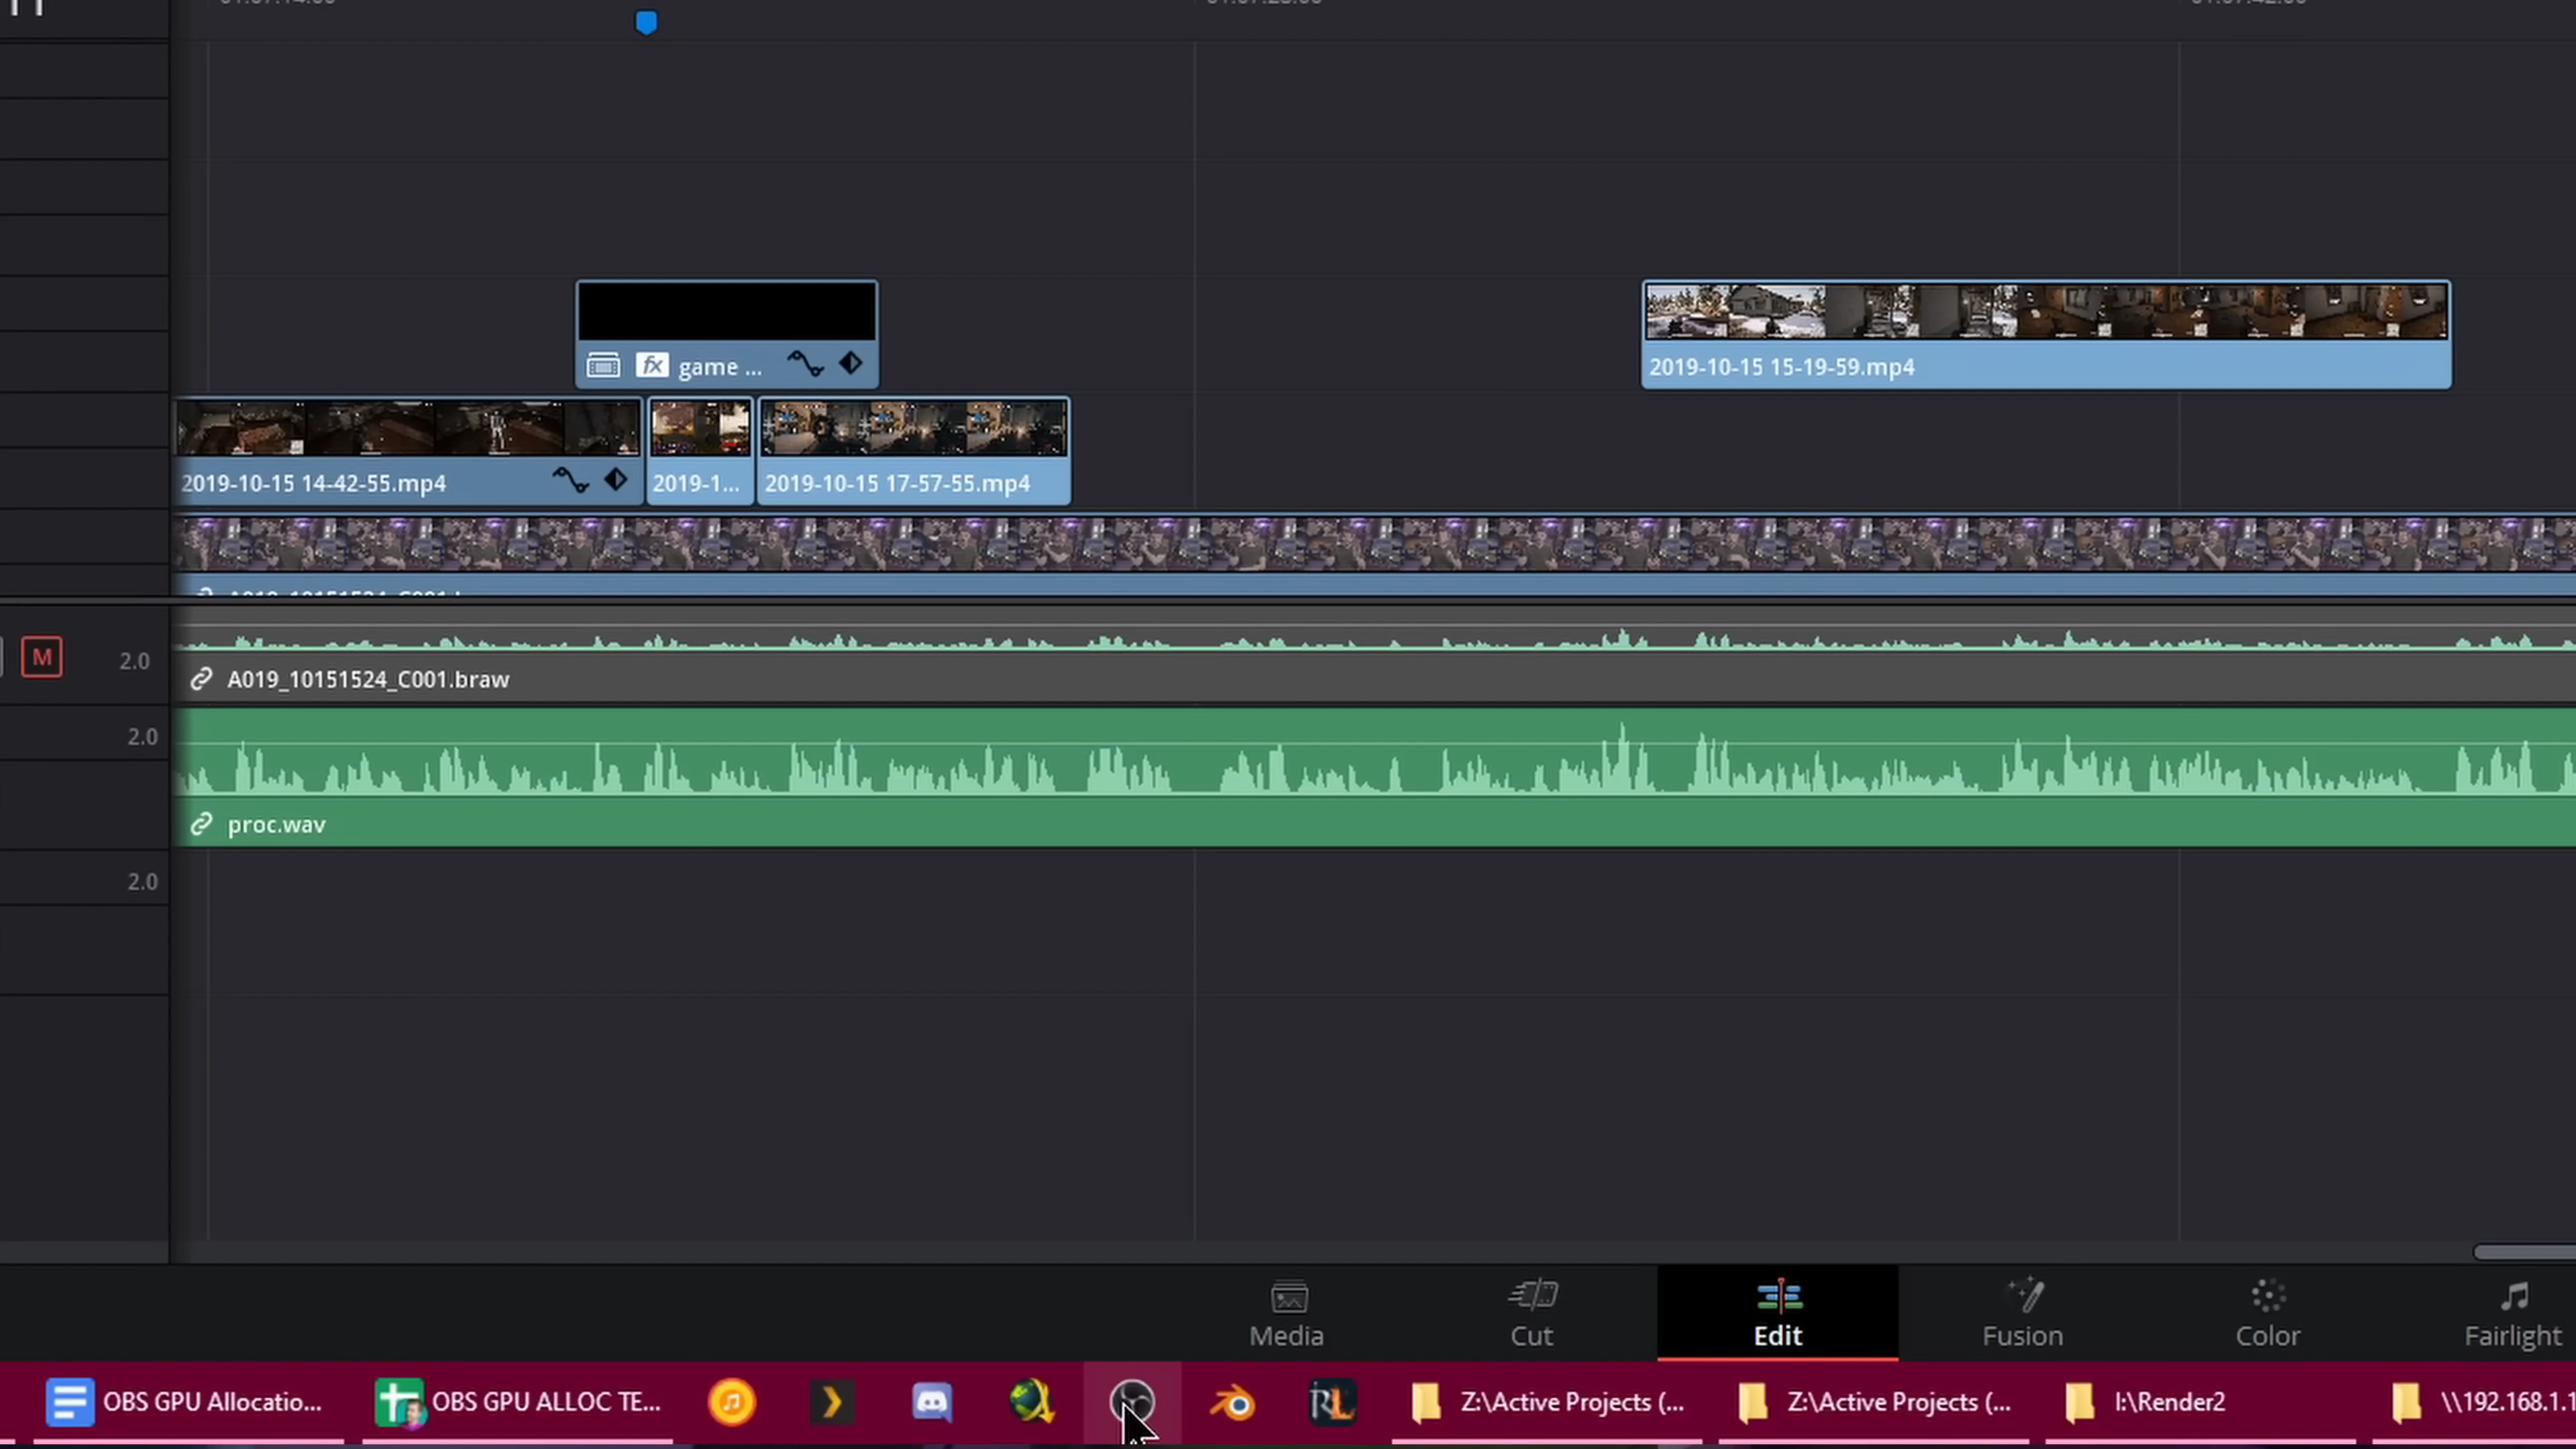 fx game ...
2019-10-15 15-19-59.mp4
2019-10-15 14-42-55.mp4
2019-1...
2019-10-15 17-57-55.mp4
M 2.0
A019_10151524_C001.braw
2.0
proc.wav
2.0
Media
Cut
Edit
Fusion
Color
Fairlight
OBS GPU Allocatio...
OBS GPU ALLOC TE...
RL
Z:\Active Projects (...
Z:\Active Projects (...
I:\Render2
\\192.168.1.1